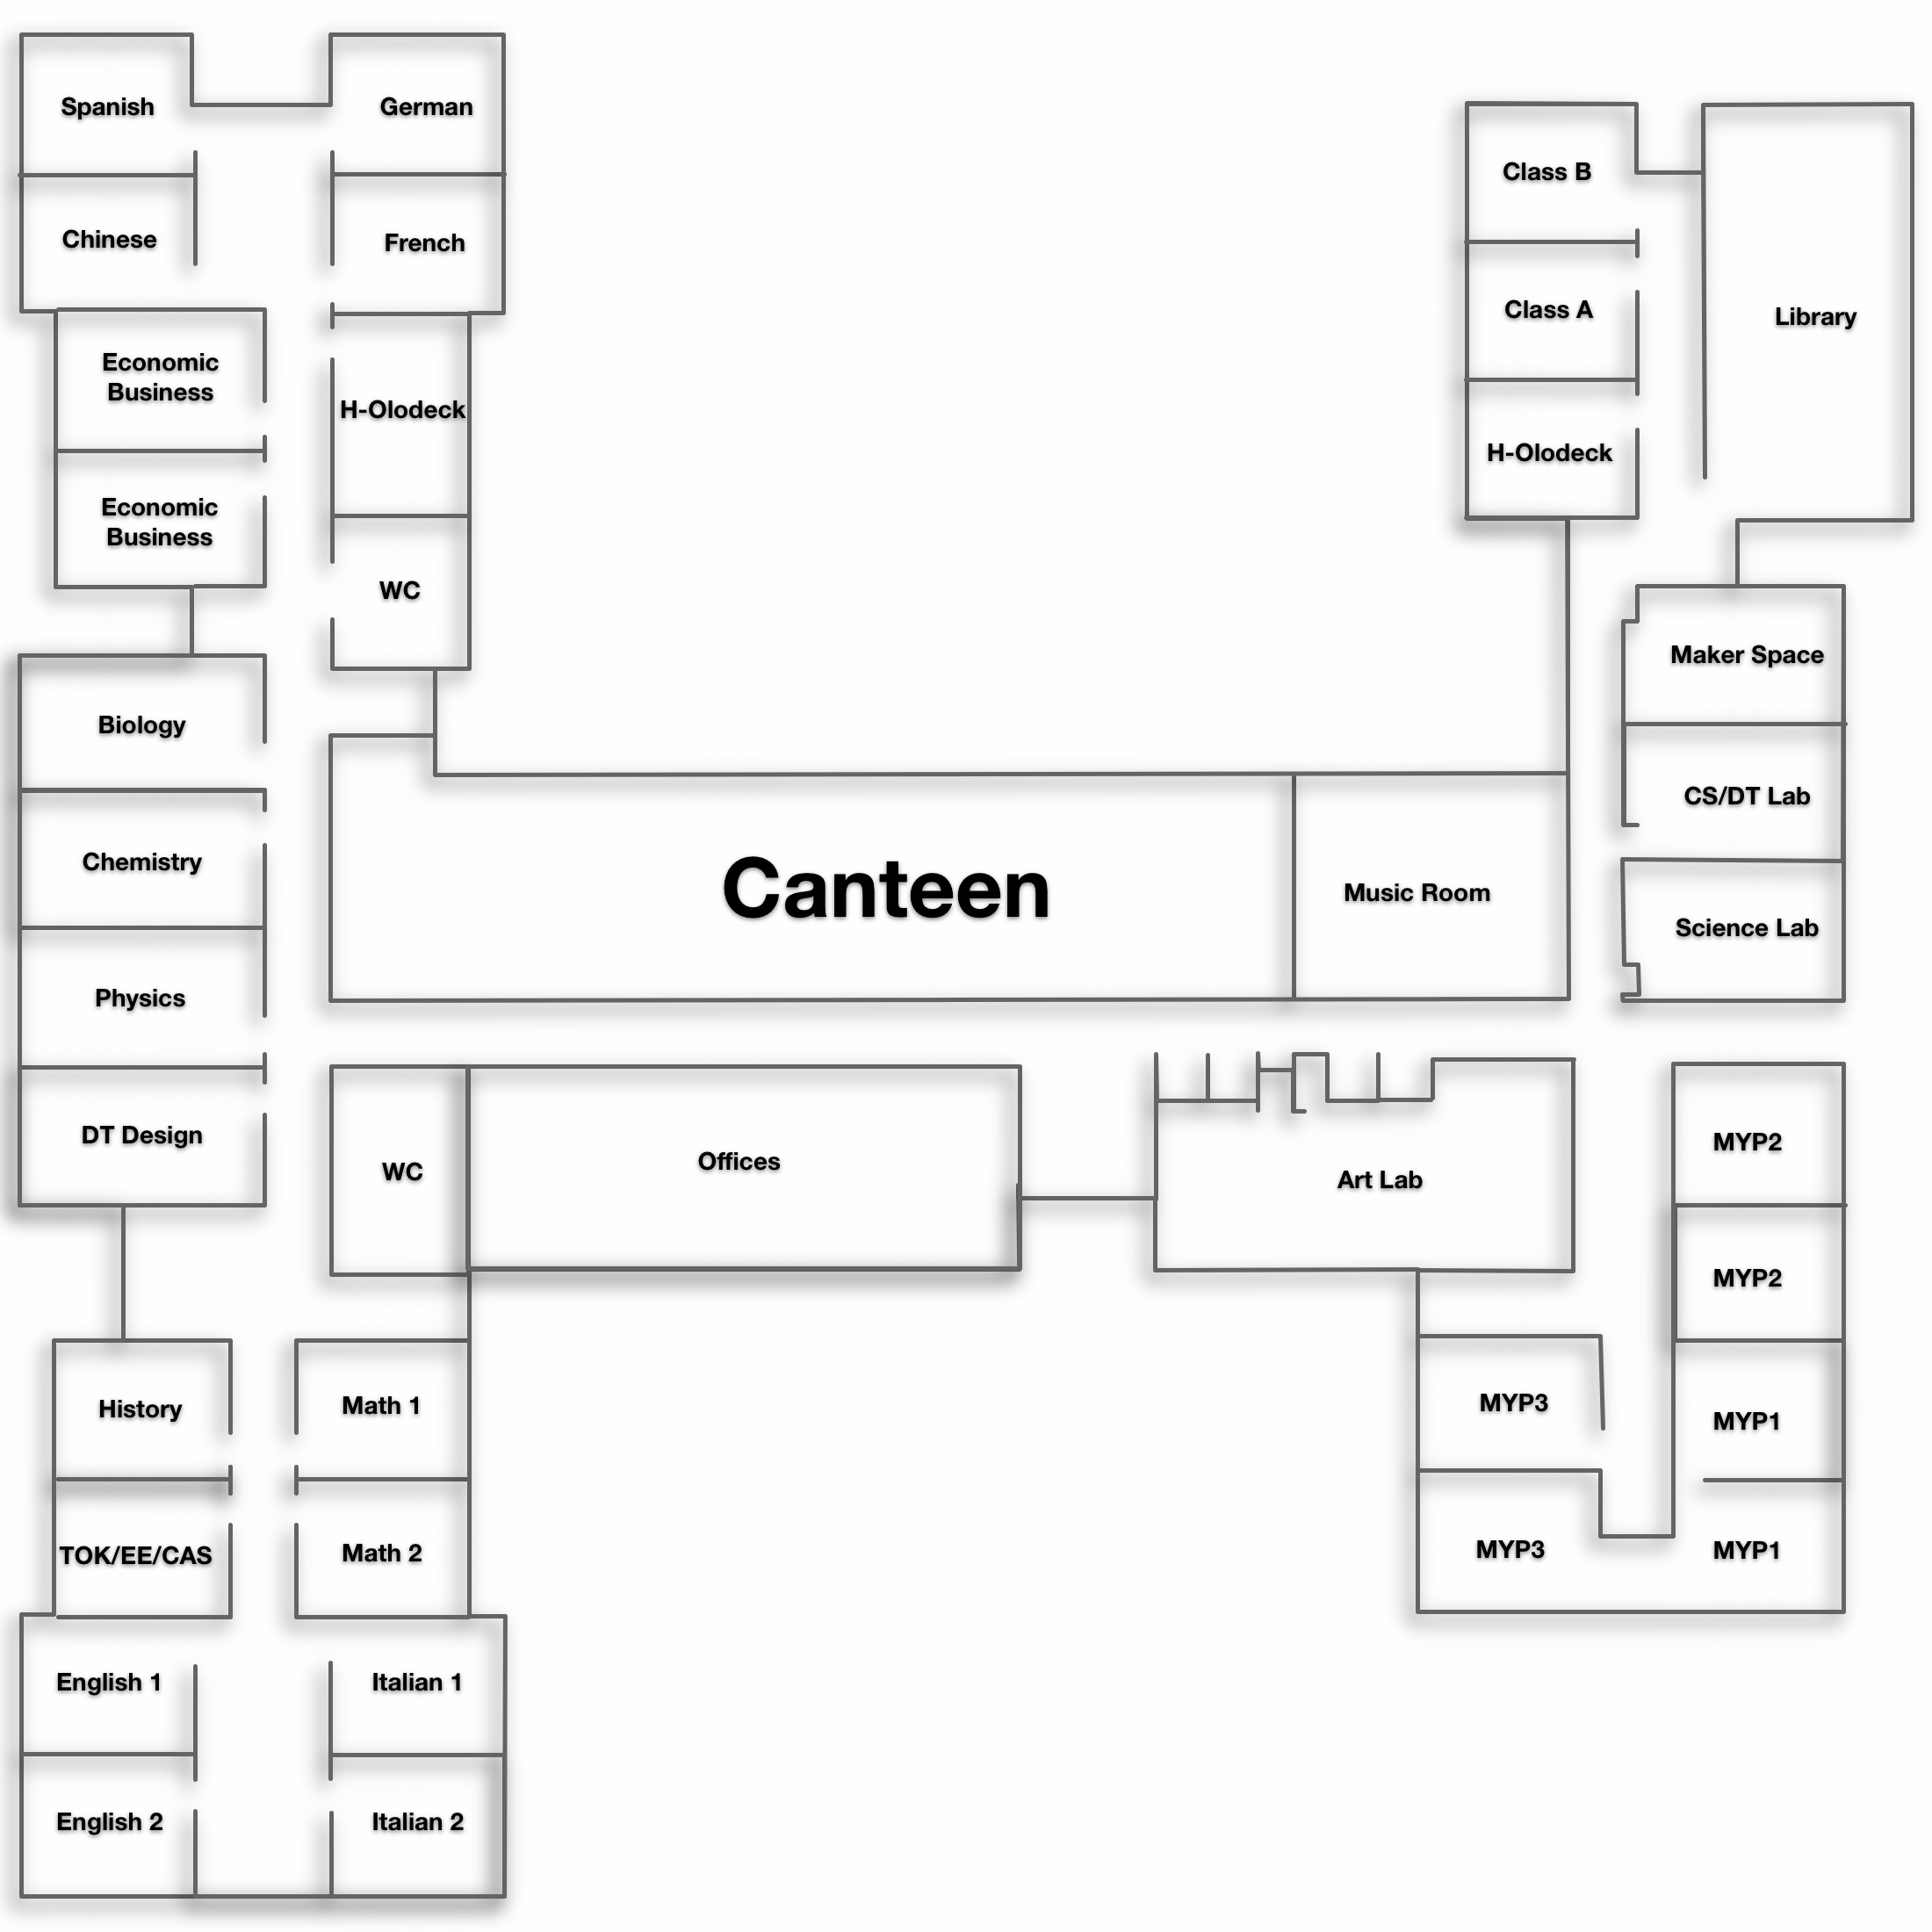 Spanish
German
Chinese
French
Economic
Business
H-Olodeck
Economic
Business
WC
Biology
Chemistry
Physics
DT Design
Canteen
Music Room
Class B
Class A
H-Olodeck
Library
Maker Space
CS/DT Lab
Science Lab
WC
Offices
Art Lab
MYP2
MYP2
MYP3
MYP1
MYP3
MYP1
History
Math 1
TOK/EE/CAS
Math 2
English 1
Italian 1
English 2
Italian 2